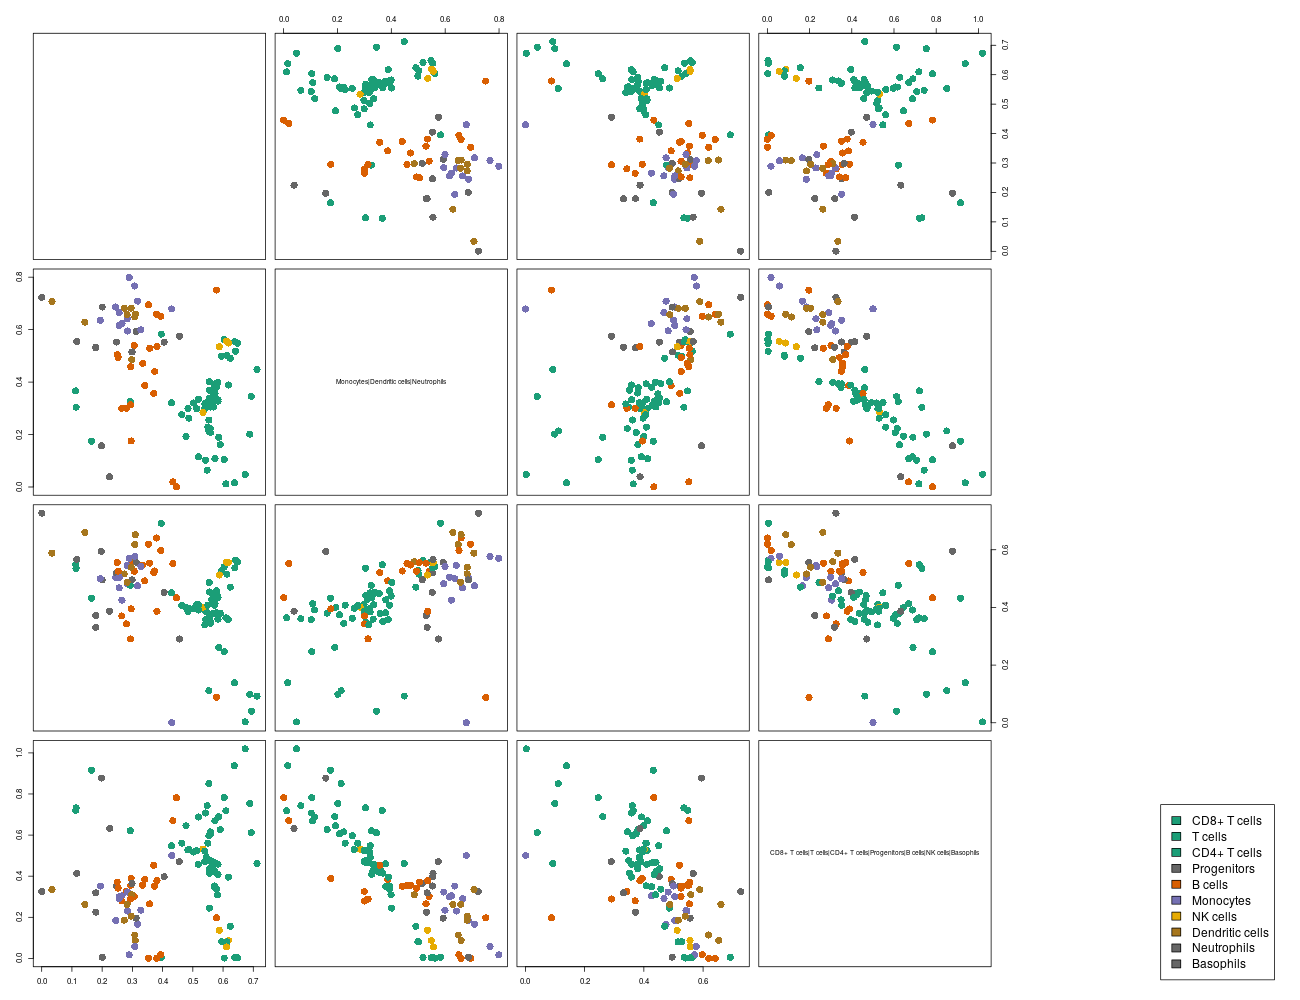 0.0 0.2 0.4 0.6 0.8
0.0 0.2 0.4 0.6 0.8 1.0
0.0 0.1 0.2 0.3 0.4 0.5 0.6 0.7
0.0 0.2 0.4 0.6 0.8
Monocytes|Dendritic cells|Neutrophils
0.0 0.2 0.4 0.6
0.0 0.2 0.4 0.6 0.8 1.0
CD8+ T cells|T cells|CD4+ T cells|Progenitors|B cells|NK cells|Basophils
0.0 0.1 0.2 0.3 0.4 0.5 0.6 0.7
0.0 0.2 0.4 0.6
CD8+ T cells
T cells
CD4+ T cells
Progenitors
B cells
Monocytes
NK cells
Dendritic cells
Neutrophils
Basophils